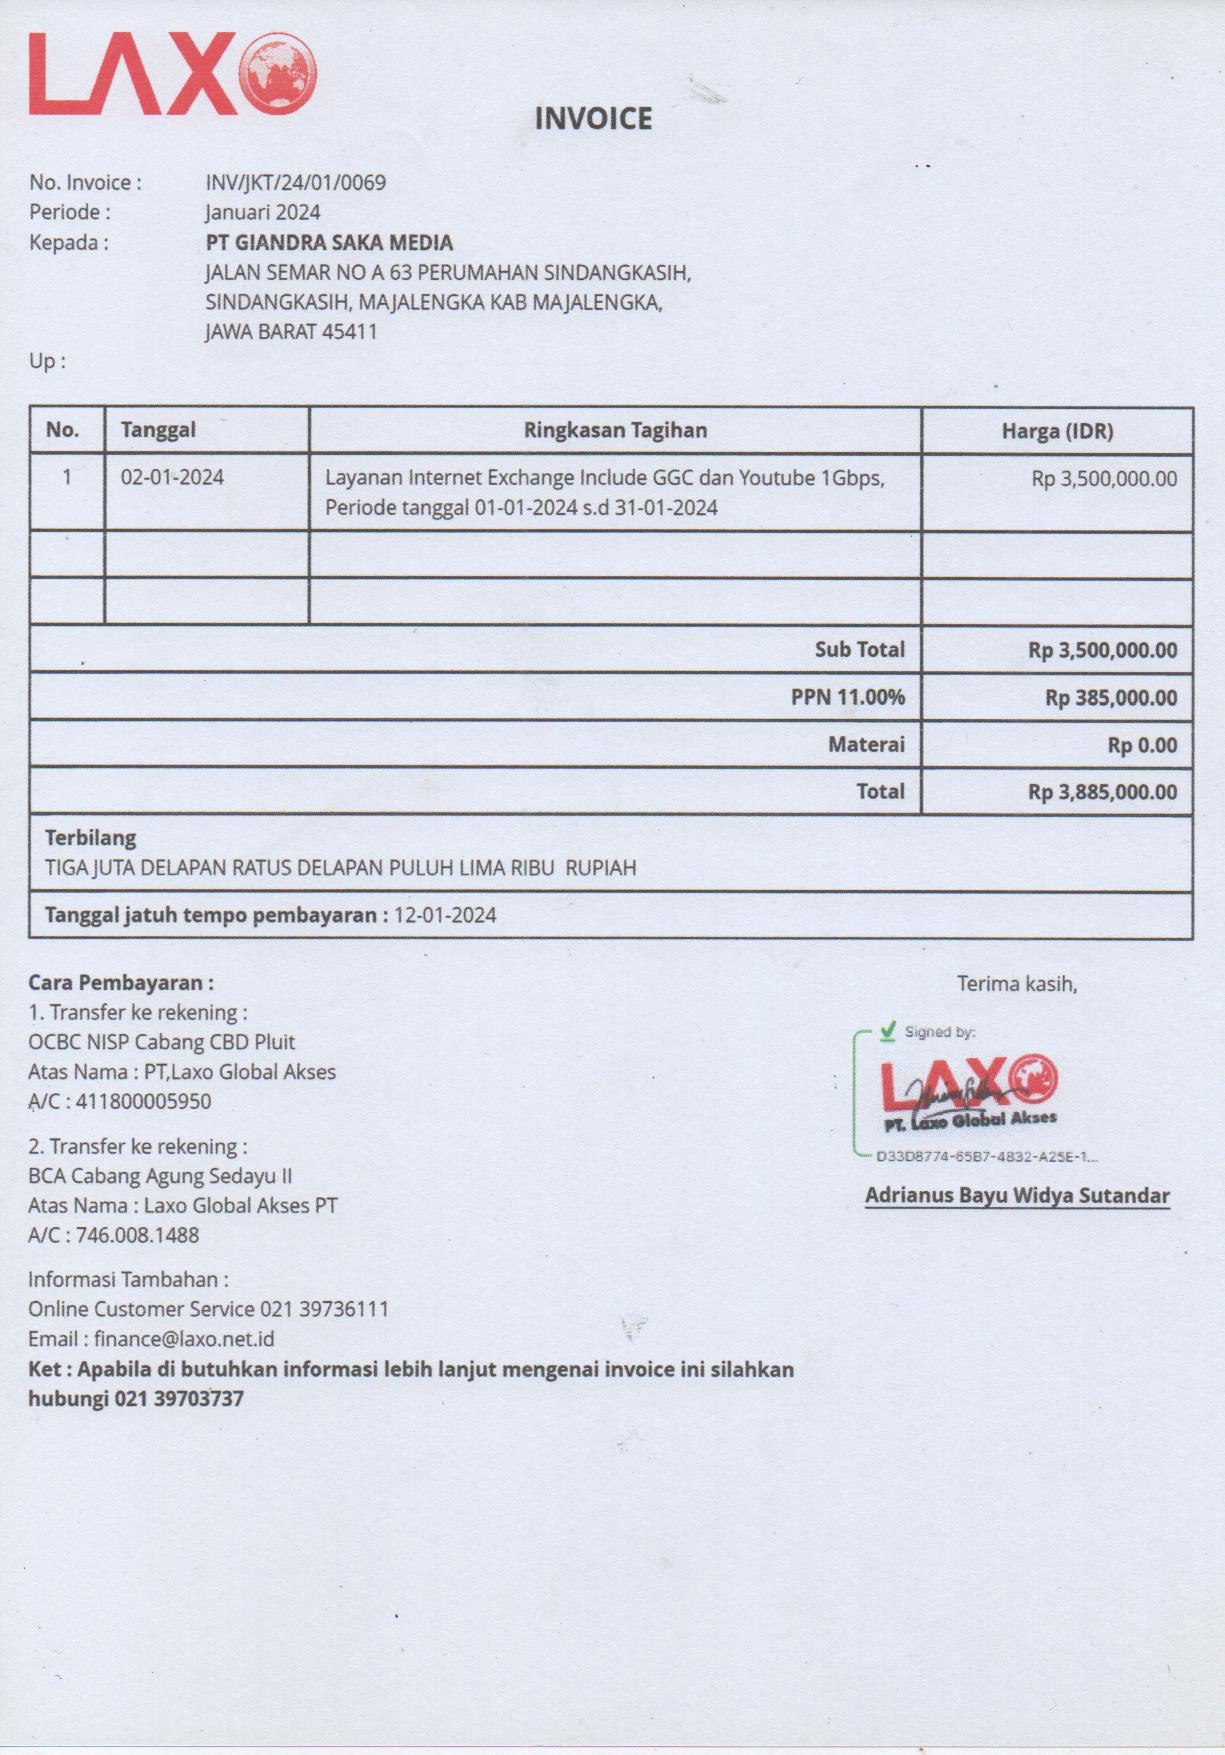 LAXO
INVOICE
No. Invoice : INV/JKT/24/01/0069
Periode : Januari 2024
Kepada : PT GIANDRA SAKA MEDIA
JALAN SEMAR NO A 63 PERUMAHAN SINDANGKASIH,
SINDANGKASIH, MAJALENGKA KAB MAJALENGKA,
JAWA BARAT 45411
Up :
No. Tanggal Ringkasan Tagihan Harga (IDR)
1 02-01-2024 Layanan Internet Exchange Include GGC dan Youtube 1Gbps, Rp 3,500,000.00
Periode tanggal 01-01-2024 s.d 31-01-2024
Sub Total Rp 3,500,000.00
PPN 11.00% Rp 385,000.00
Materai Rp 0.00
Total Rp 3,885,000.00
Terbilang
TIGA JUTA DELAPAN RATUS DELAPAN PULUH LIMA RIBU RUPIAH
Tanggal jatuh tempo pembayaran : 12-01-2024
Cara Pembayaran :
1. Transfer ke rekening :
OCBC NISP Cabang CBD Pluit
Atas Nama : PT,Laxo Global Akses
A/C : 411800005950
2. Transfer ke rekening :
BCA Cabang Agung Sedayu II
Atas Nama : Laxo Global Akses PT
A/C : 746.008.1488
Informasi Tambahan :
Online Customer Service 021 39736111
Email : finance@laxo.net.id
Ket : Apabila di butuhkan informasi lebih lanjut mengenai invoice ini silahkan
hubungi 021 39703737
Terima kasih,
Signed by:
LAXO
PT. Laxo Global Akses
D33D8774-65B7-4832-A25E-1...
Adrianus Bayu Widya Sutandar